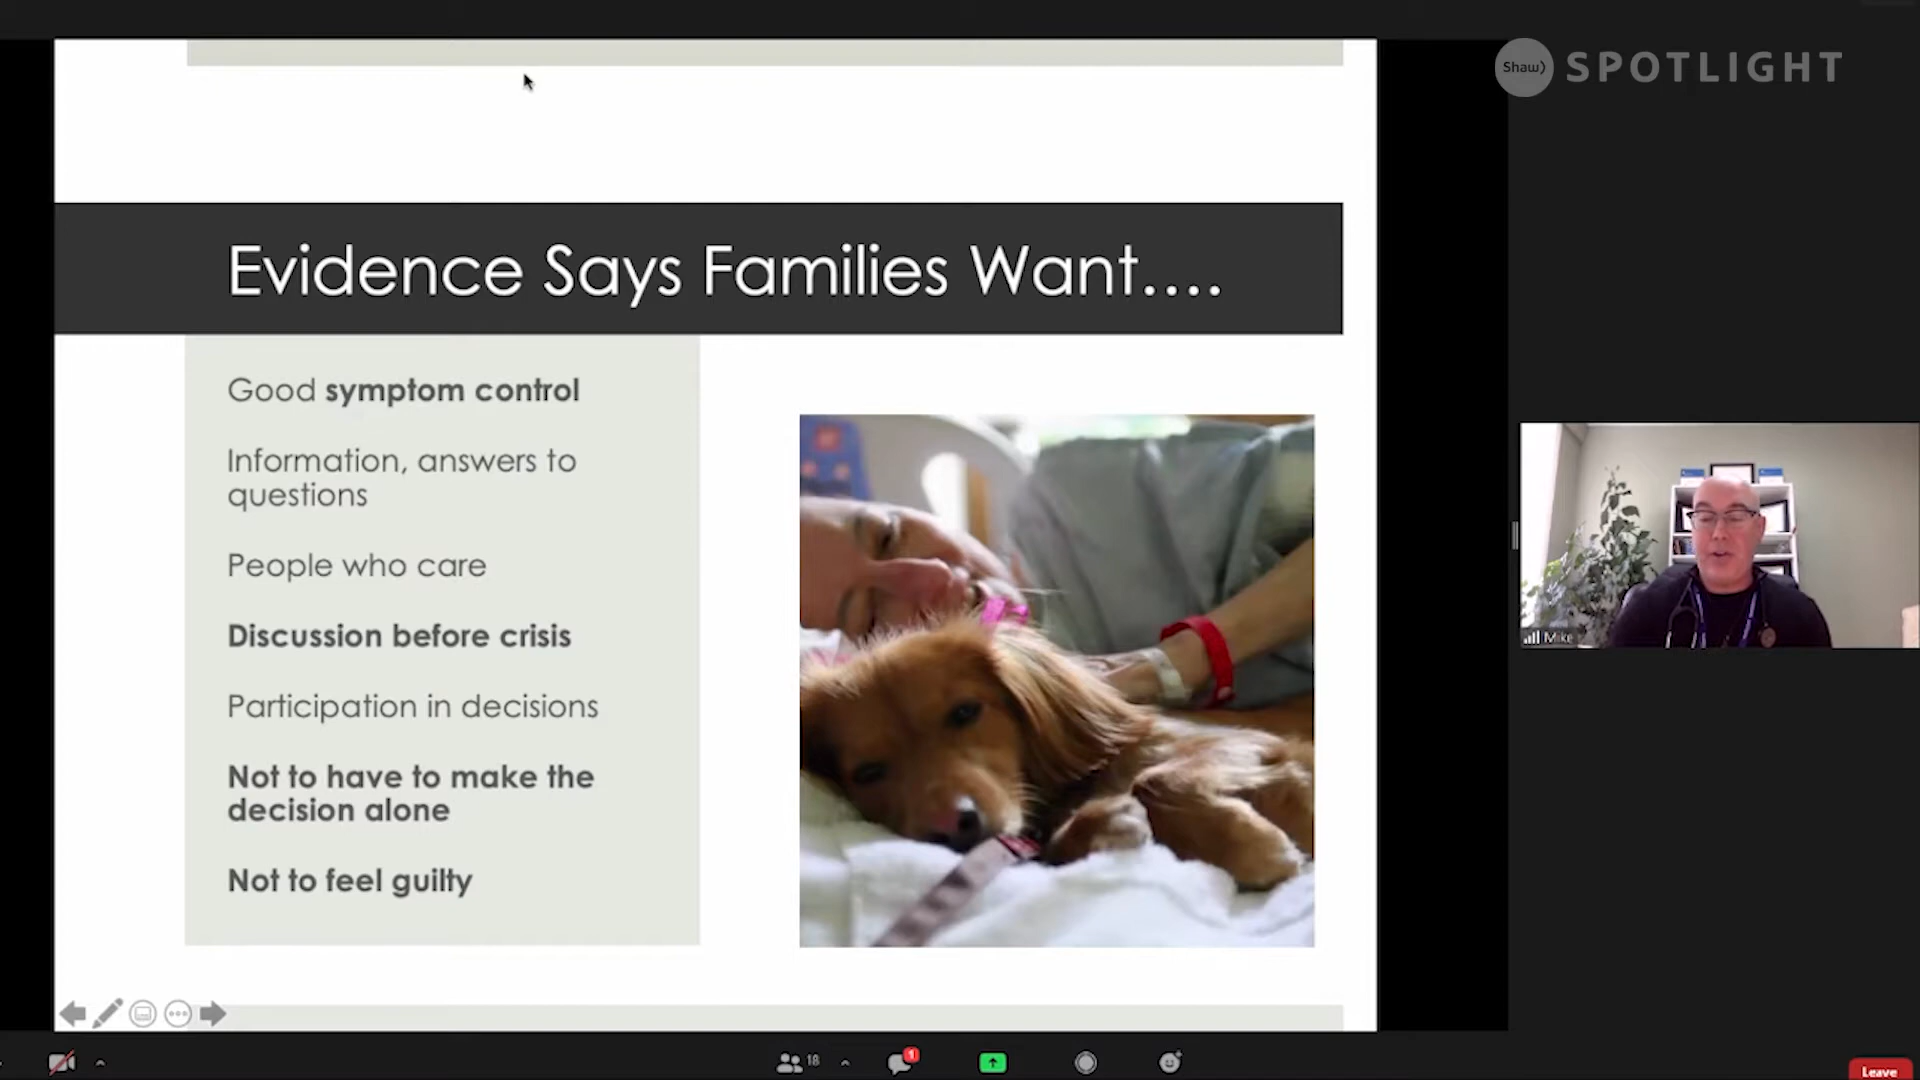 Shaw) SPOTLIGHT
Evidence Says Families Want....
Good symptom control
Information, answers to
questions
People who care
Discussion before crisis
Participation in decisions
Not to have to make the
decision alone
Not to feel guilty
Mike
18
1
Leave